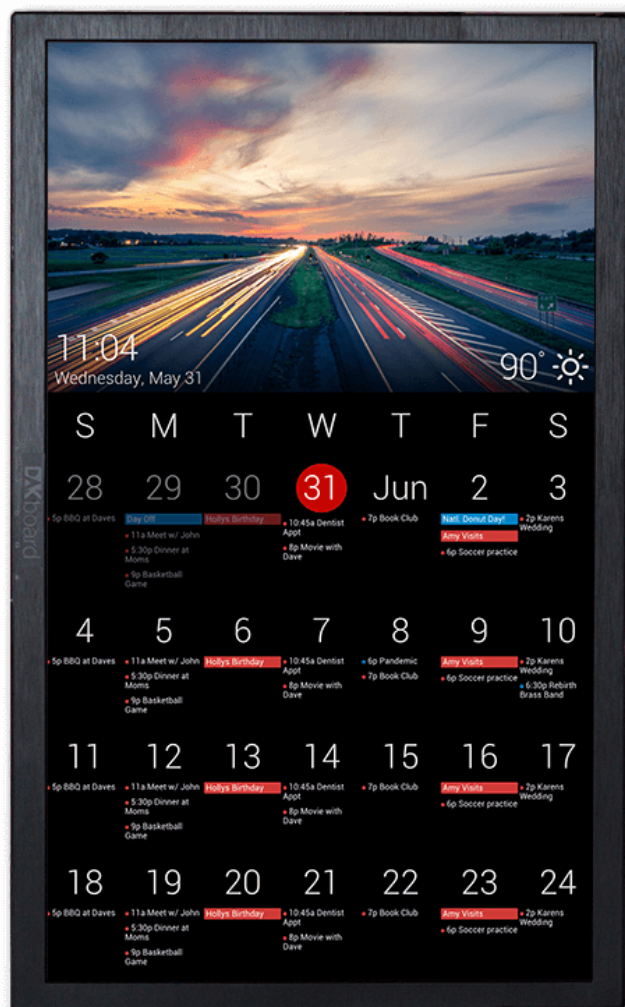 11:04
Wednesday, May 31
90°
S M T W T F S
DXboard
28 29 30 31 Jun 2 3
5p BBQ at Daves
Day Off!
11a Meet w/ John
5:30p Dinner at
Moms
9p Basketball
Game
Hollys Birthday
10:45a Dentist
Appt
8p Movie with
Dave
7p Book Club
Natl. Donut Day!
Amy Visits
6p Soccer practice
2p Karens
Wedding
4 5 6 7 8 9 10
5p BBQ at Daves
11a Meet w/ John
5:30p Dinner at
Moms
9p Basketball
Game
Hollys Birthday
10:45a Dentist
Appt
8p Movie with
Dave
6p Pandemic
7p Book Club
Amy Visits
6p Soccer practice
2p Karens
Wedding
6:30p Rebirth
Brass Band
11 12 13 14 15 16 17
5p BBQ at Daves
11a Meet w/ John
5:30p Dinner at
Moms
9p Basketball
Game
Hollys Birthday
10:45a Dentist
Appt
8p Movie with
Dave
7p Book Club
Amy Visits
6p Soccer practice
2p Karens
Wedding
18 19 20 21 22 23 24
5p BBQ at Daves
11a Meet w/ John
5:30p Dinner at
Moms
9p Basketball
Game
Hollys Birthday
10:45a Dentist
Appt
8p Movie with
Dave
7p Book Club
Amy Visits
6p Soccer practice
2p Karens
Wedding